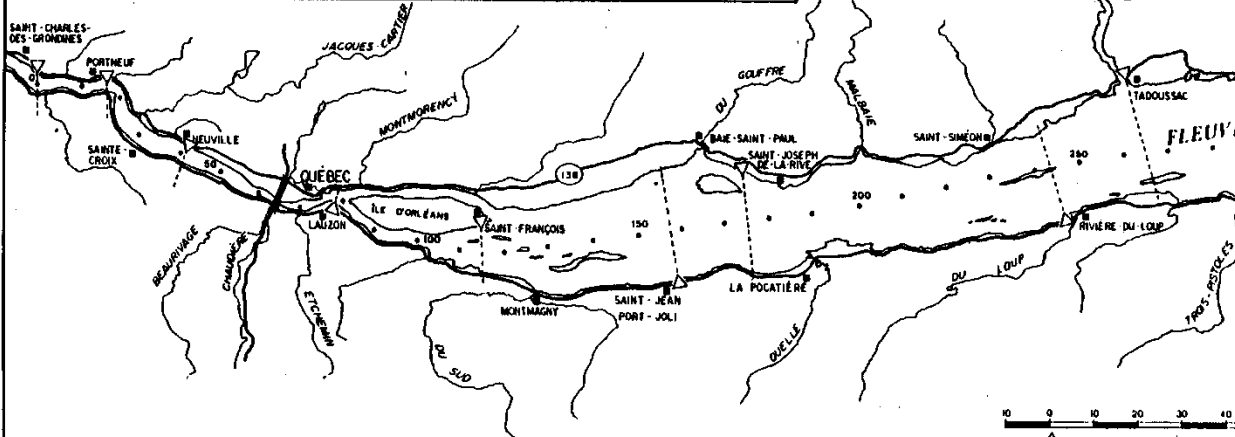 SAINT-CHARLES-
DES-GRONDINES
PORTNEUF
JACQUES-CARTIER
0
SAINTE-
CROIX
NEUVILLE
50
MONTMORENCY
QUÉBEC
LAUZON
ÎLE D'ORLÉANS
100
SAINT-FRANÇOIS
BEAURIVAGE
CHAUDIÈRE
ETCHEMIN
138
DU
GOUFFRE
MALBAIE
BAIE-SAINT-PAUL
SAINT-JOSEPH
DE-LA-RIVE
SAINT-SIMÉON
TADOUSSAC
FLEUV
250
200
150
MONTMAGNY
SAINT-JEAN
PORT-JOLI
LA POCATIÈRE
RIVIÈRE-DU-LOUP
DU SUD
OUELLE
DU LOUP
TROIS-PISTOLES
10 0 10 20 30 40